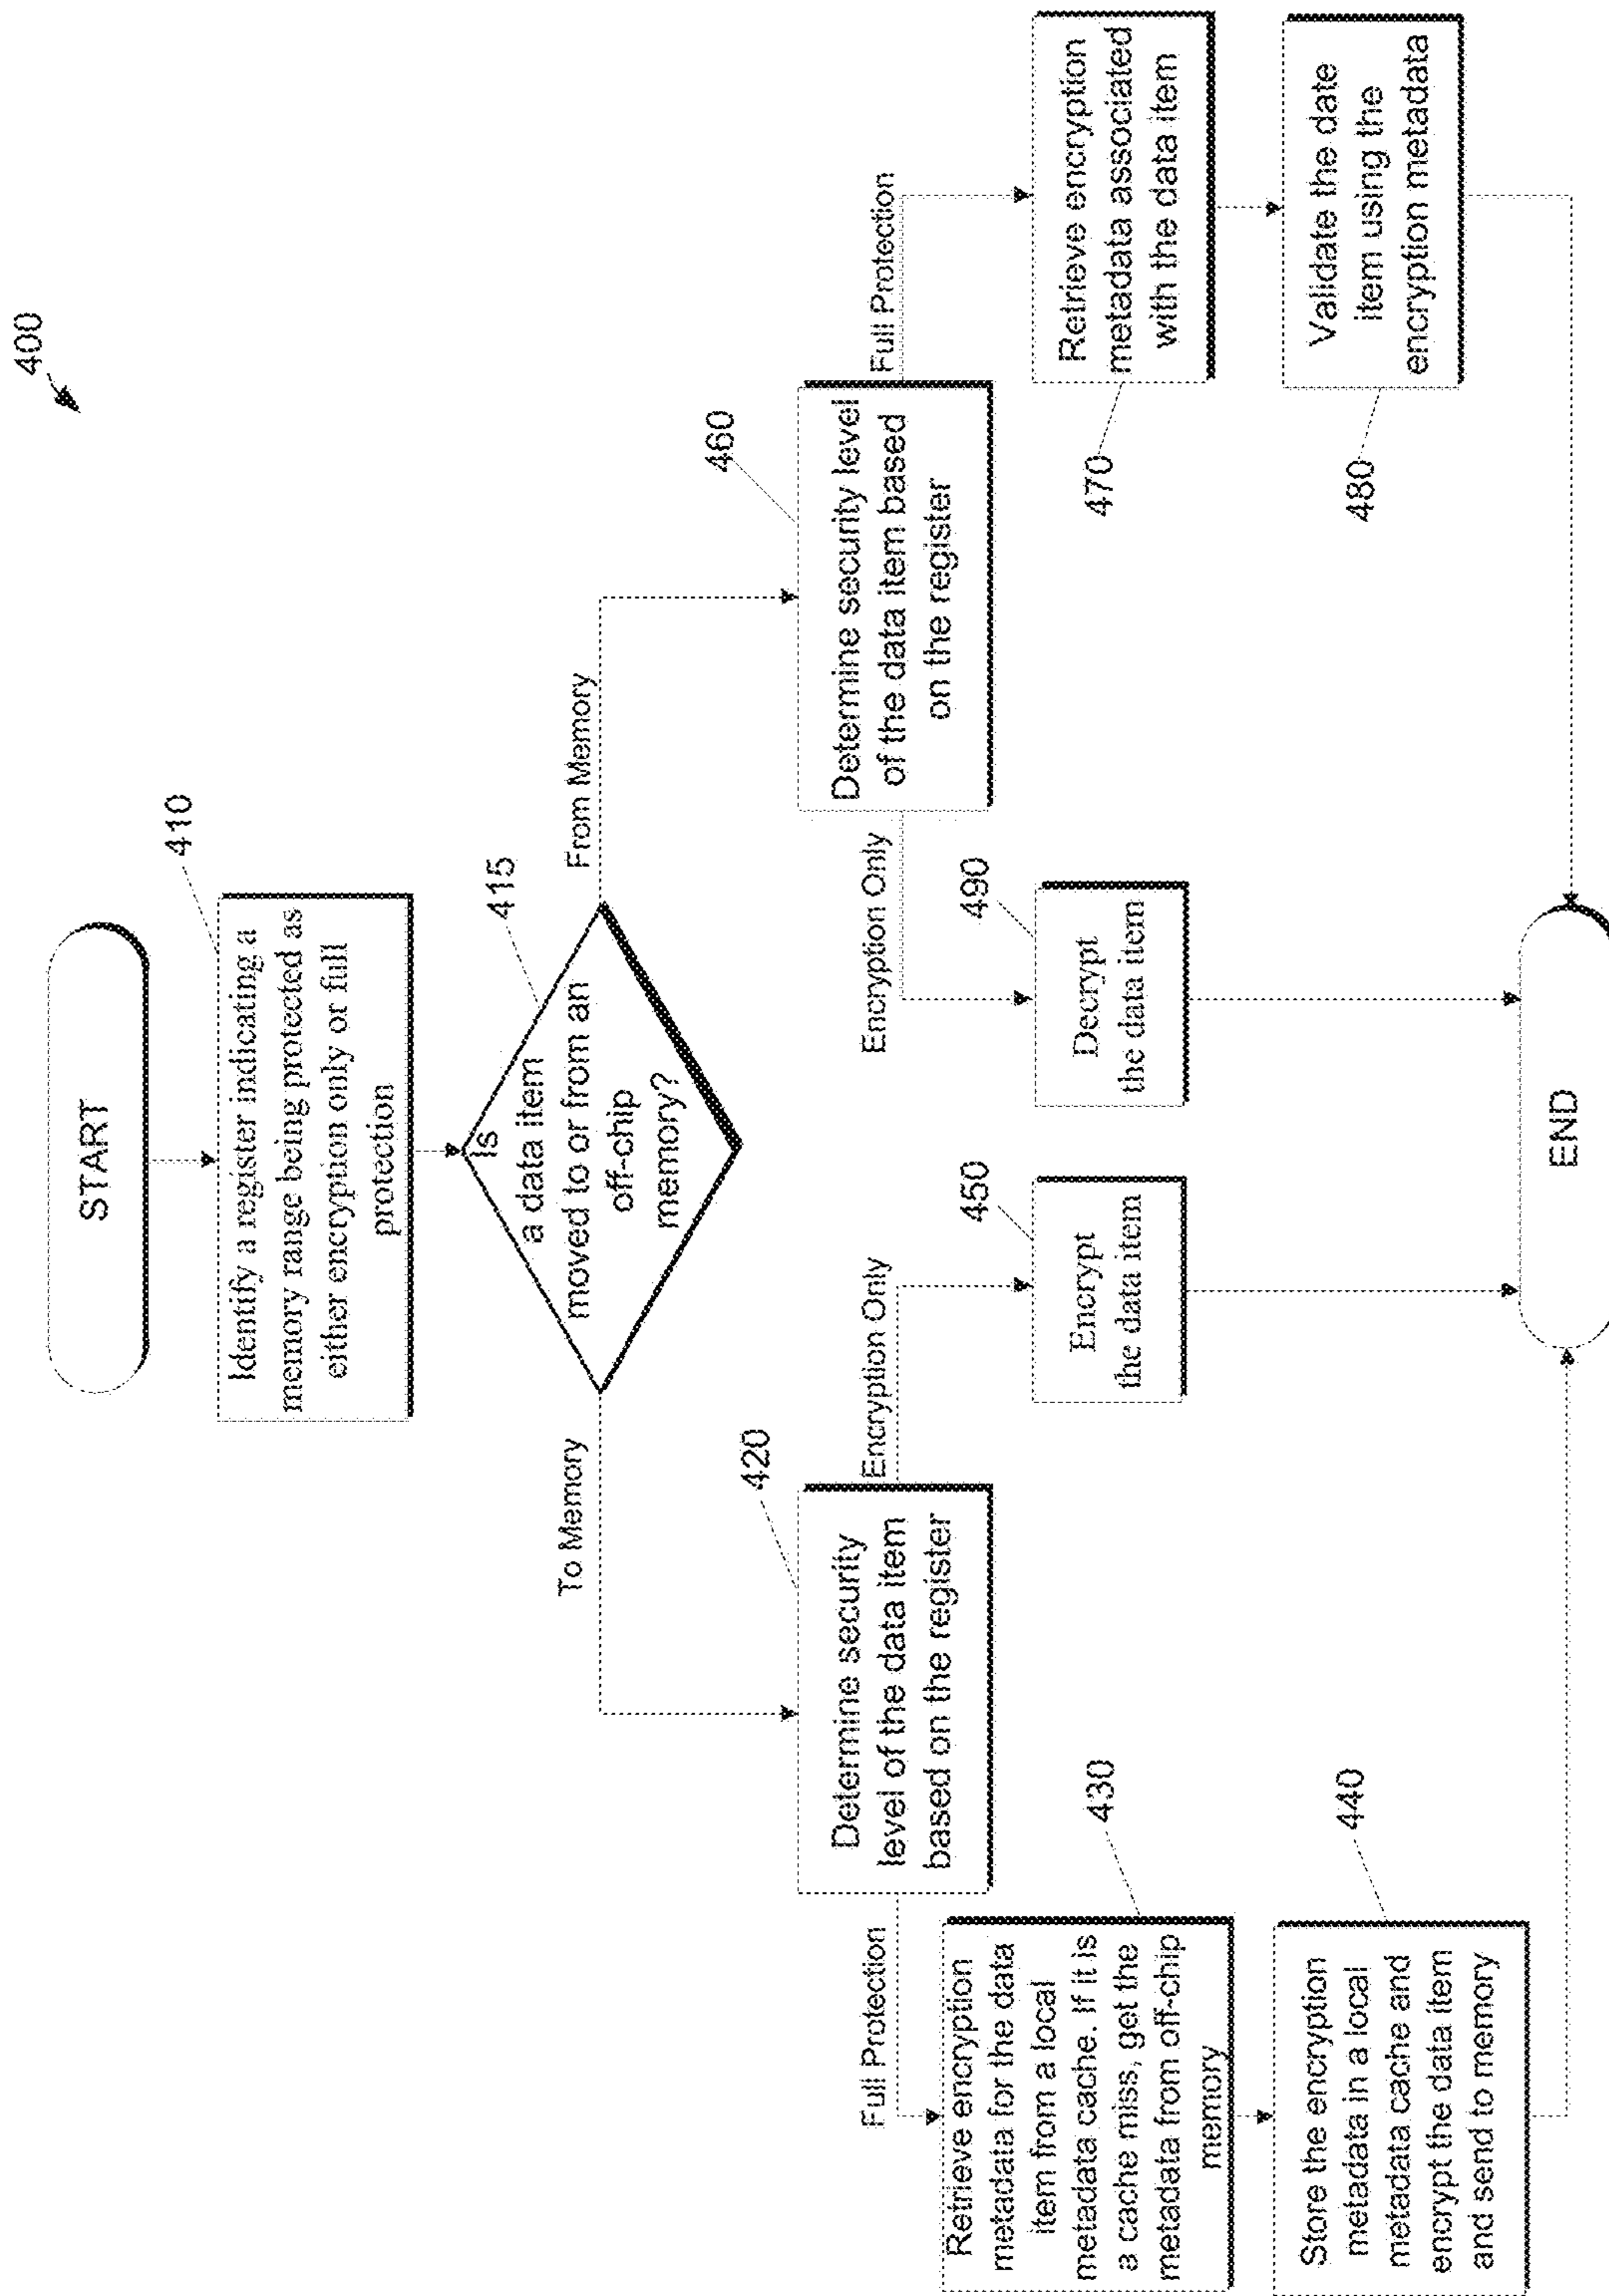 400
START
410
Identify a register indicating a
memory range being protected as
either encryption only or full
protection
415
Is
a data item
moved to or from an
off-chip
memory?
To Memory
From Memory
420
Determine security
level of the data item
based on the register
460
Determine security level
of the data item based
on the register
Full Protection
Encryption Only
Encryption Only
Full Protection
430
Retrieve encryption
metadata for the data
item from a local
metadata cache. If it is
a cache miss, get the
metadata from off-chip
memory
450
Encrypt
the data item
490
Decrypt
the data item
470
Retrieve encryption
metadata associated
with the data item
440
Store the encryption
metadata in a local
metadata cache and
encrypt the data item
and send to memory
480
Validate the date
item using the
encryption metadata
END